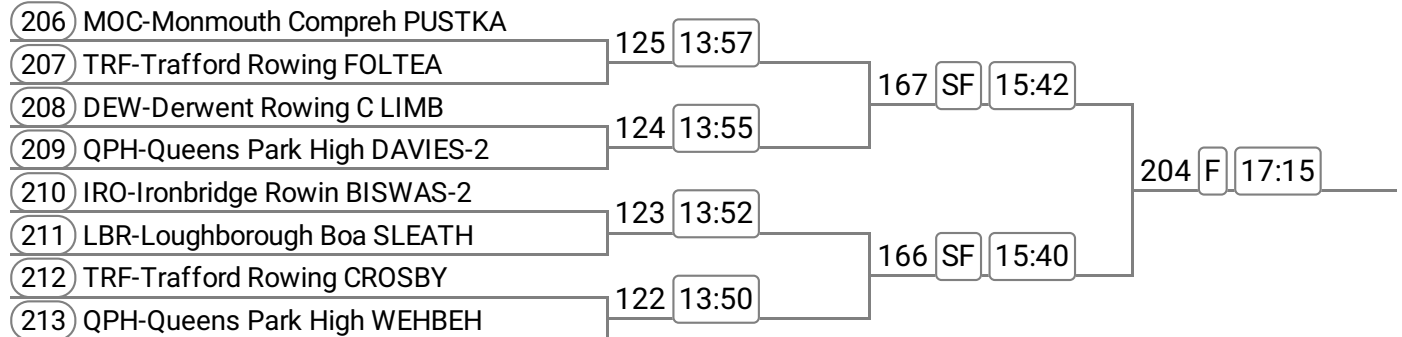 206 MOC-Monmouth Compreh PUSTKA
125 13:57
207 TRF-Trafford Rowing FOLTEA
167 SF 15:42
208 DEW-Derwent Rowing C LIMB
124 13:55
209 QPH-Queens Park High DAVIES-2
204 F 17:15
210 IRO-Ironbridge Rowin BISWAS-2
123 13:52
211 LBR-Loughborough Boa SLEATH
166 SF 15:40
212 TRF-Trafford Rowing CROSBY
122 13:50
213 QPH-Queens Park High WEHBEH